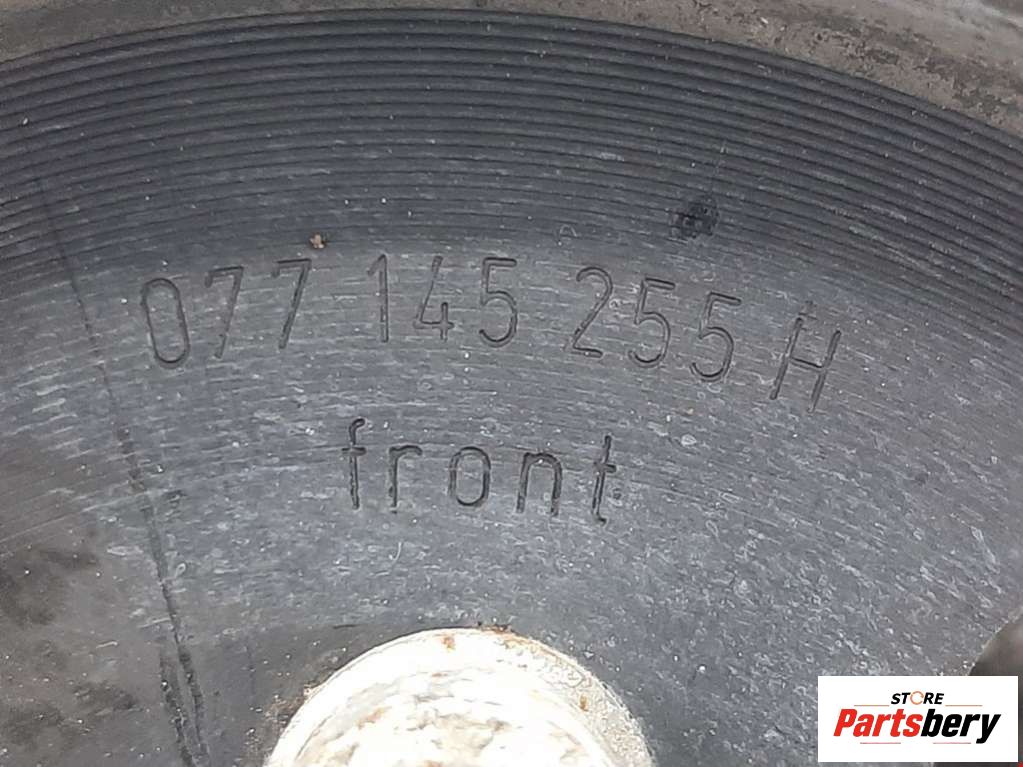 077 145 255 H
front
STORE
Partsbery